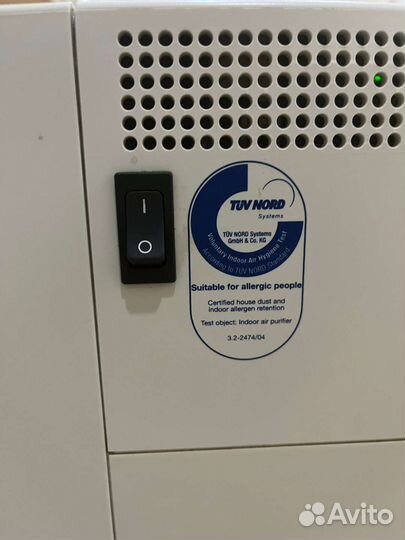 TÜV NORD
Systems
TÜV NORD Systems
GmbH & Co. KG
Voluntary Indoor Air Hygiene Test
According to TÜV NORD Standard
Suitable for allergic people
Certified house dust and
indoor allergen retention
Test object: Indoor air purifier
3.2-2474/04
Avito